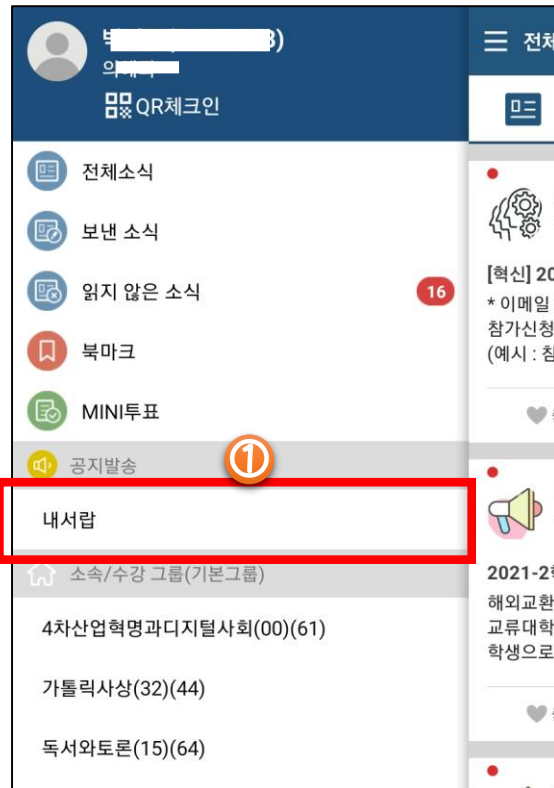 3)
QR체크인
전체소식
보낸 소식
읽지 않은 소식
16
북마크
MINI투표
공지발송
①
내서랍
소속/수강 그룹(기본그룹)
4차산업혁명과디지털사회(00)(61)
가톨릭사상(32)(44)
독서와토론(15)(64)
전체
[혁신] 20
* 이메일
참가신청
(예시 : 참
2021-2학
해외교환
교류대학
학생으로